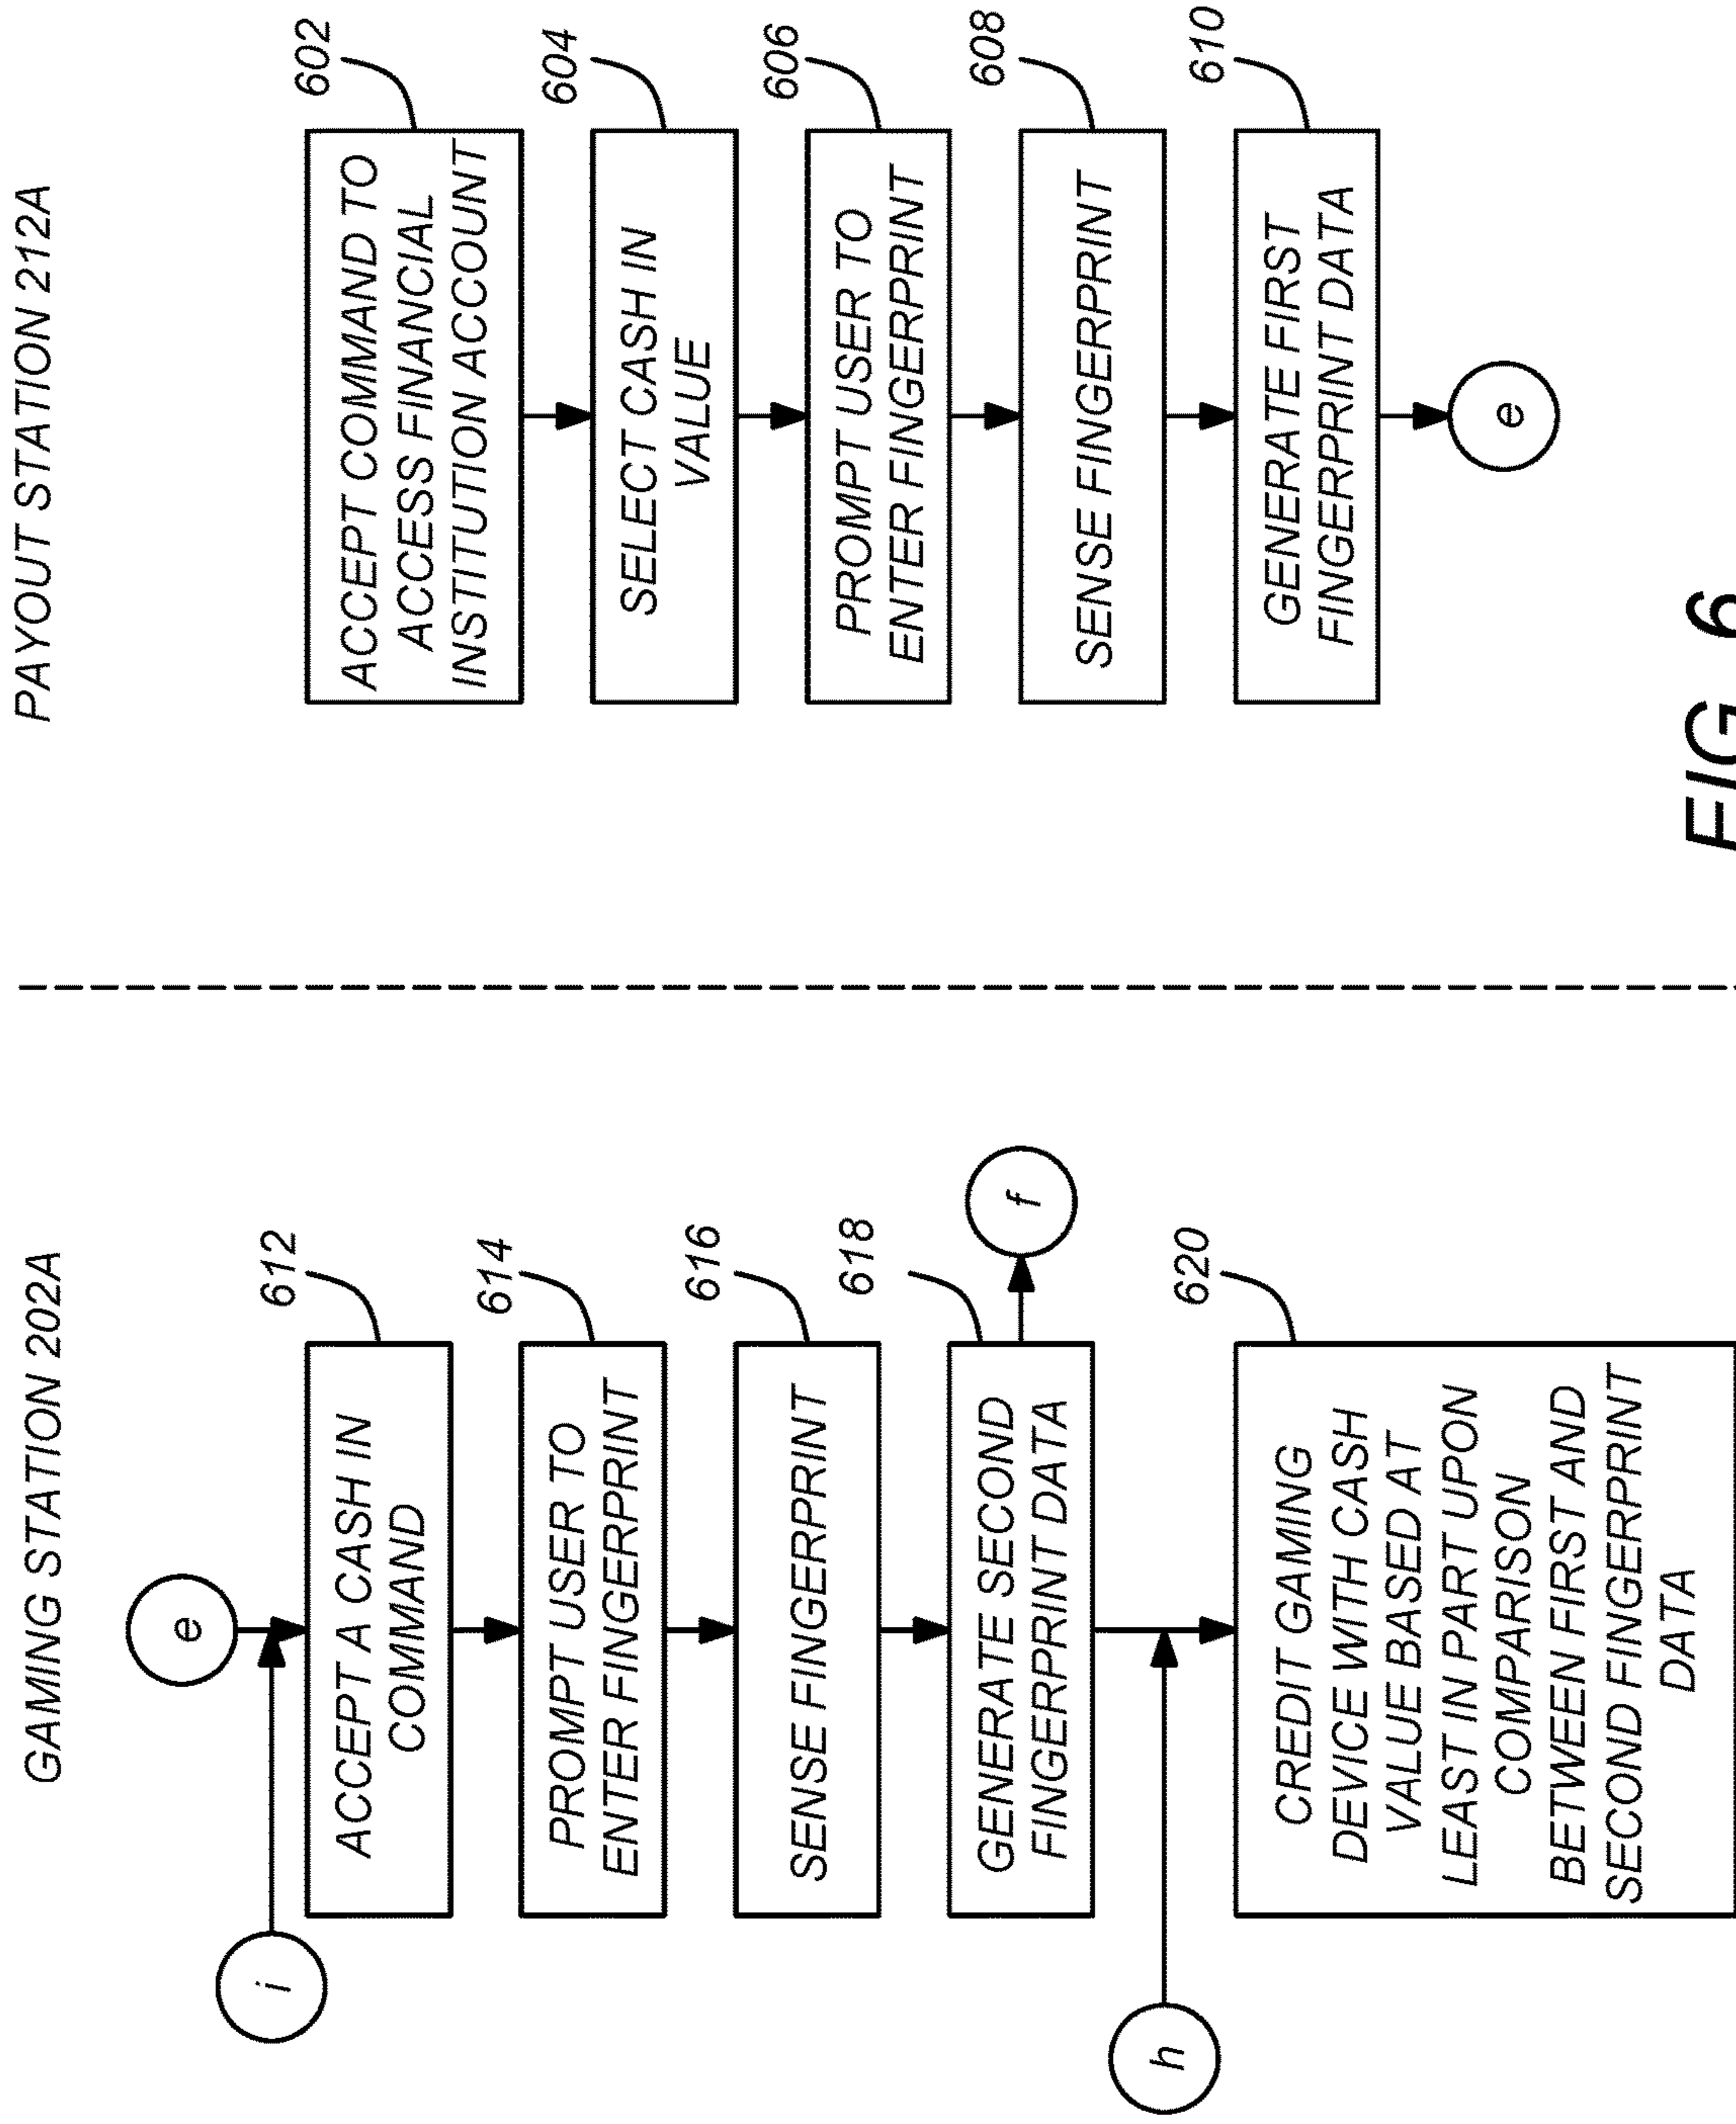 GAMING STATION 202A
e
i
612
ACCEPT A CASH IN
COMMAND
614
PROMPT USER TO
ENTER FINGERPRINT
616
SENSE FINGERPRINT
618
GENERATE SECOND
FINGERPRINT DATA
f
h
620
CREDIT GAMING
DEVICE WITH CASH
VALUE BASED AT
LEAST IN PART UPON
COMPARISON
BETWEEN FIRST AND
SECOND FINGERPRINT
DATA
PAYOUT STATION 212A
602
ACCEPT COMMAND TO
ACCESS FINANCIAL
INSTITUTION ACCOUNT
604
SELECT CASH IN
VALUE
606
PROMPT USER TO
ENTER FINGERPRINT
608
SENSE FINGERPRINT
610
GENERATE FIRST
FINGERPRINT DATA
e
FIG. 6